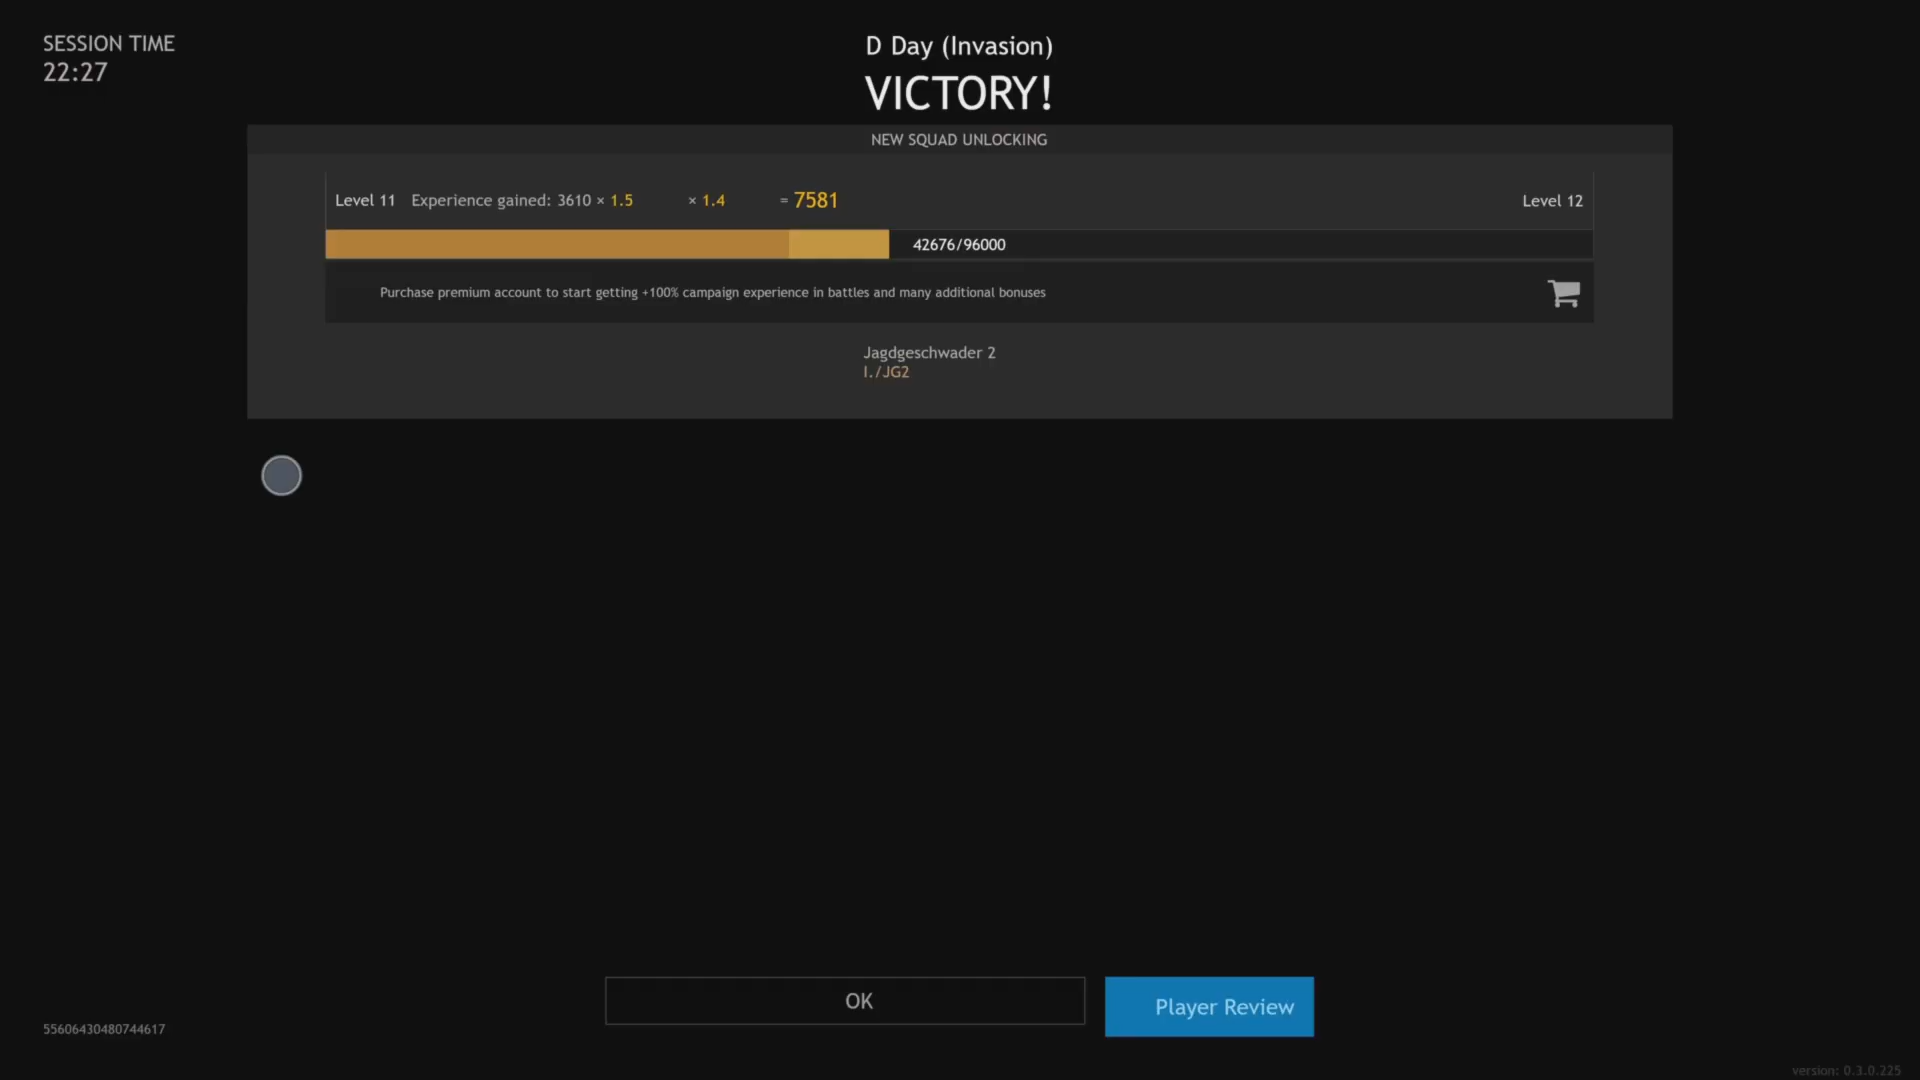 SESSION TIME
22:27
D Day (Invasion)
VICTORY!
NEW SQUAD UNLOCKING
Level 11 Experience gained: 3610 × 1.5 × 1.4 = 7581
Level 12
42676/96000
Purchase premium account to start getting +100% campaign experience in battles and many additional bonuses
Jagdgeschwader 2
I./JG2
OK
Player Review
55606430480744617
version: 0.3.0.225